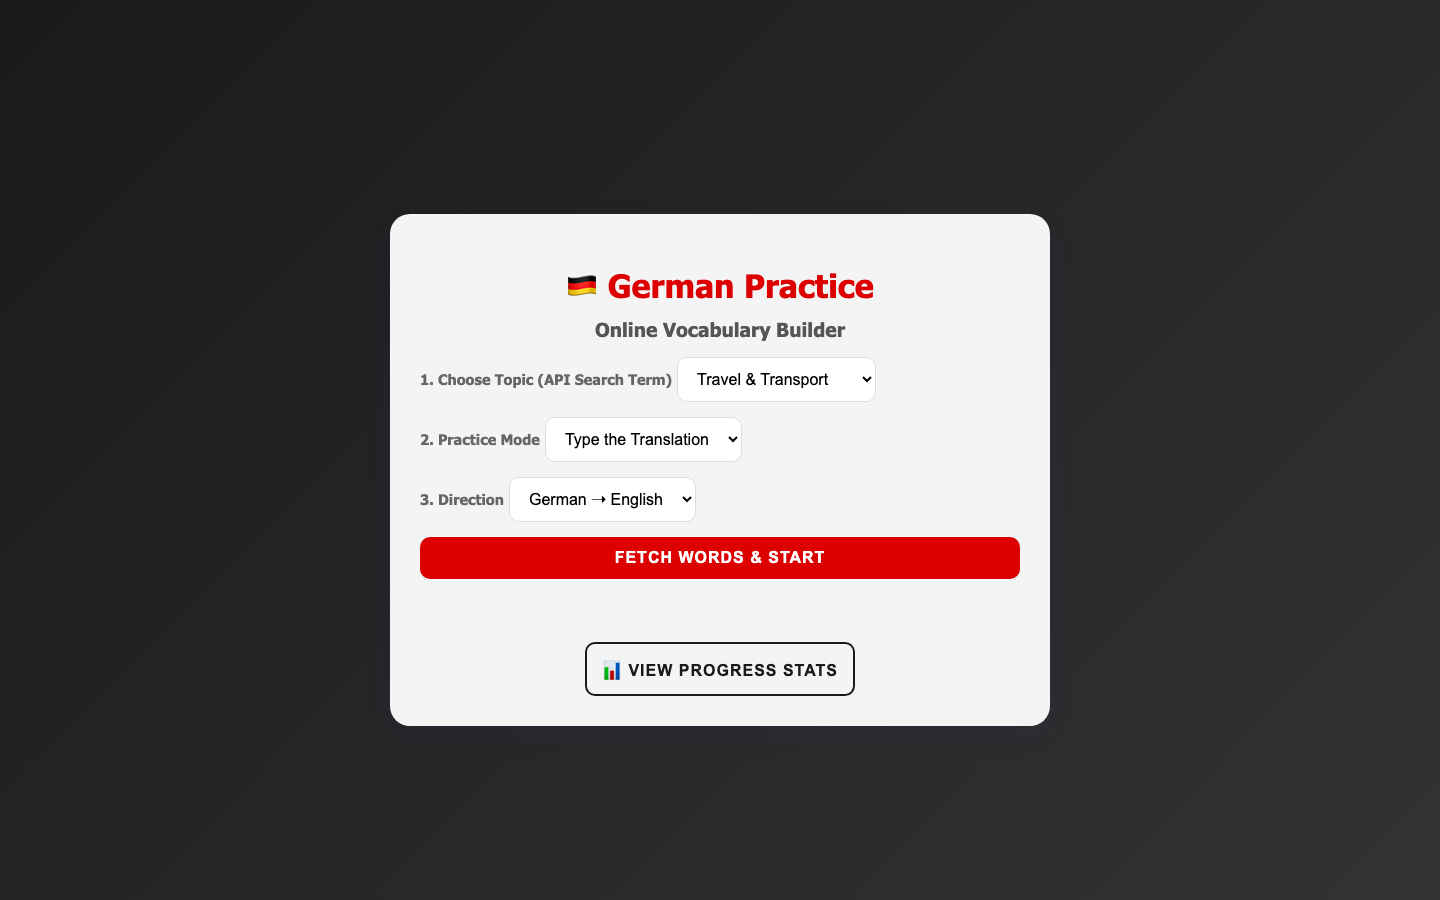 German Practice
Online Vocabulary Builder
1. Choose Topic (API Search Term) Travel & Transport
2. Practice Mode Type the Translation
3. Direction German → English
FETCH WORDS & START
VIEW PROGRESS STATS